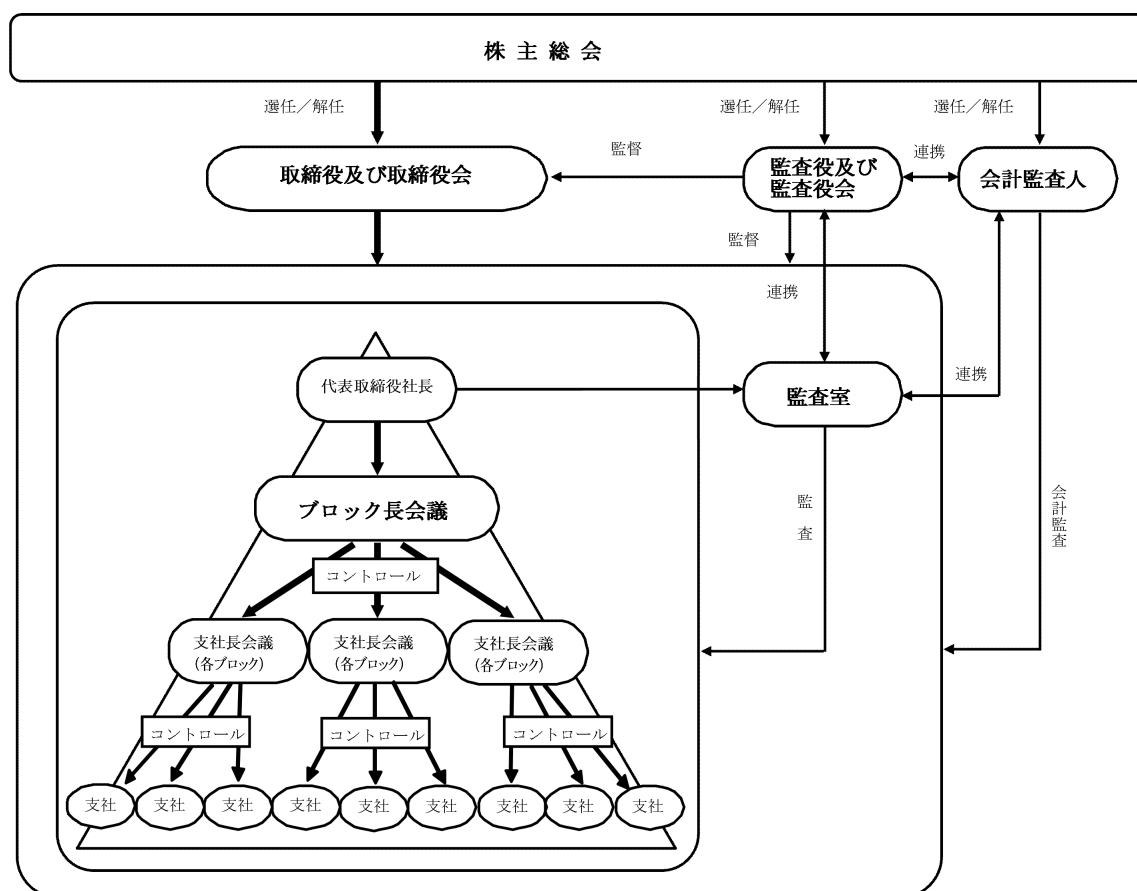 株 主 総 会
選任／解任
選任／解任
選任／解任
取締役及び取締役会
監督
監査役及び
監査役会
連携
会計監査人
監督
連携
代表取締役社長
監査室
連携
ブロック長会議
監
査
会計監査
コントロール
支社長会議
(各ブロック)
支社長会議
(各ブロック)
支社長会議
(各ブロック)
コントロール
コントロール
コントロール
支社
支社
支社
支社
支社
支社
支社
支社
支社